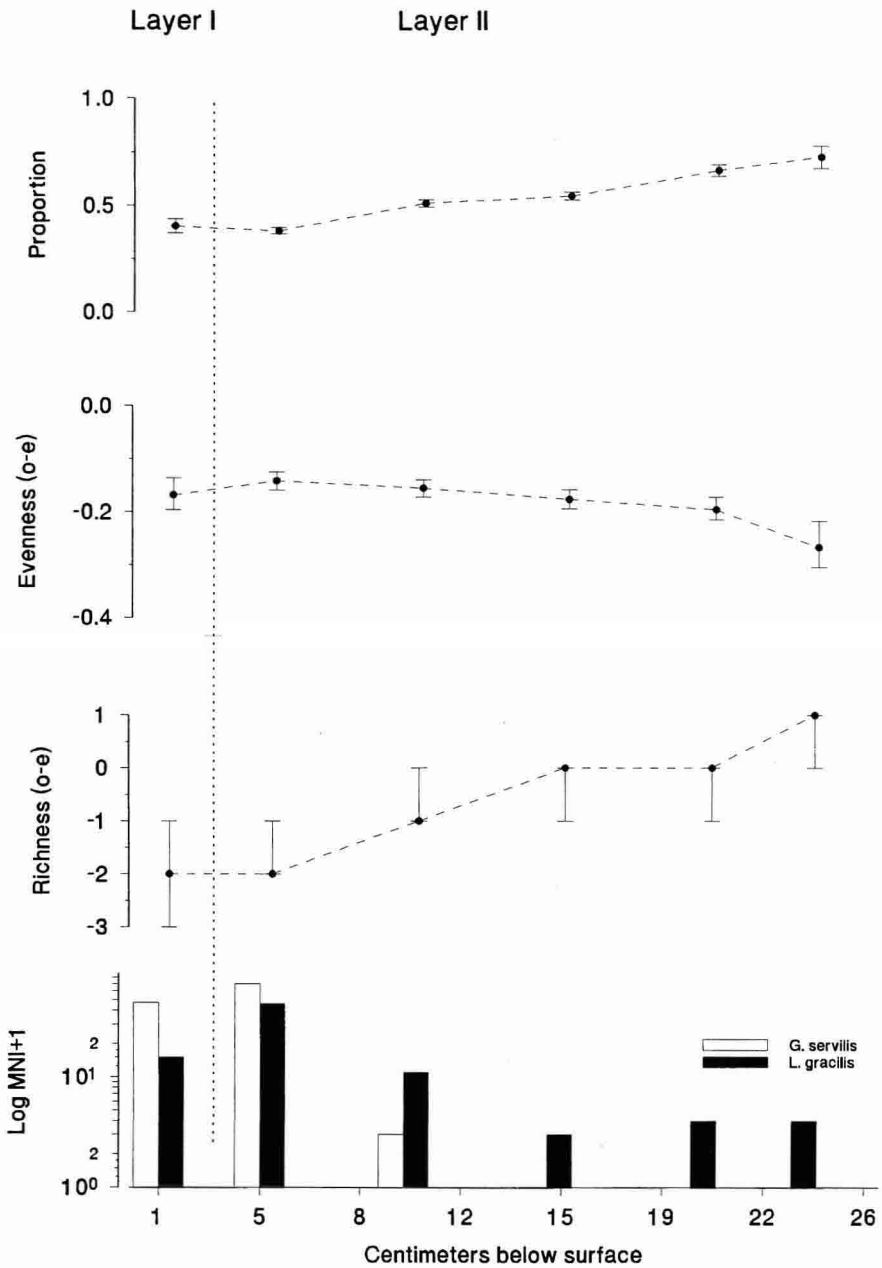 Layer I Layer II
1.0
Proportion
0.5
0.0
0.0
Evenness (o-e)
-0.2
-0.4
1
0
Richness (o-e)
-1
-2
-3
Log MNI+1
2
10¹
2
10⁰
G. servilis
L. gracilis
1 5 8 12 15 19 22 26
Centimeters below surface